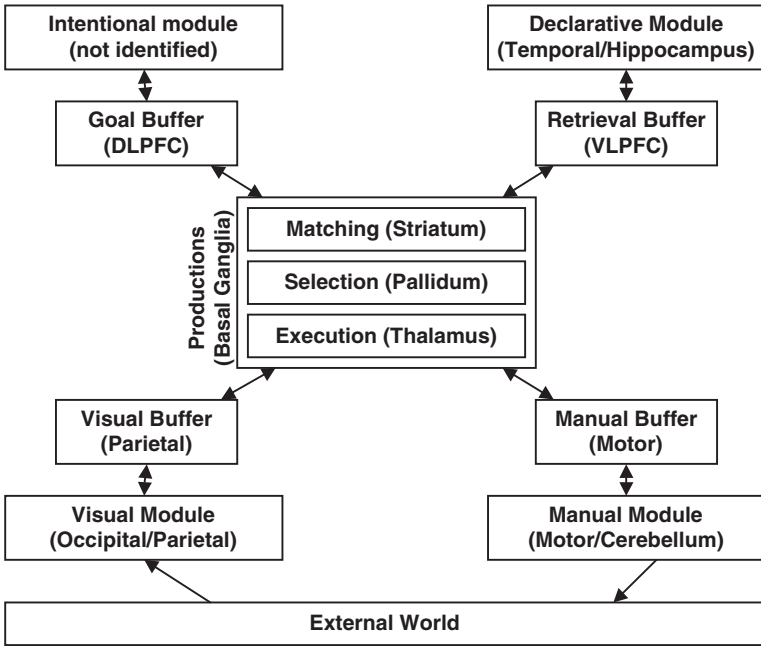 Intentional module
(not identified)
Declarative Module
(Temporal/Hippocampus)
Goal Buffer
(DLPFC)
Retrieval Buffer
(VLPFC)
Productions
(Basal Ganglia)
Matching (Striatum)
Selection (Pallidum)
Execution (Thalamus)
Visual Buffer
(Parietal)
Manual Buffer
(Motor)
Visual Module
(Occipital/Parietal)
Manual Module
(Motor/Cerebellum)
External World